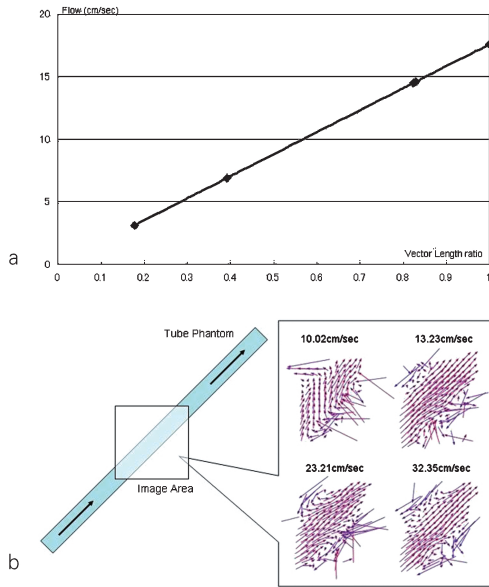 Flow (cm/sec)
20
15
10
5
0
Vector Length ratio
0 0.1 0.2 0.3 0.4 0.5 0.6 0.7 0.8 0.9 1
a
Tube Phantom
Image Area
10.02cm/sec 13.23cm/sec
23.21cm/sec 32.35cm/sec
b